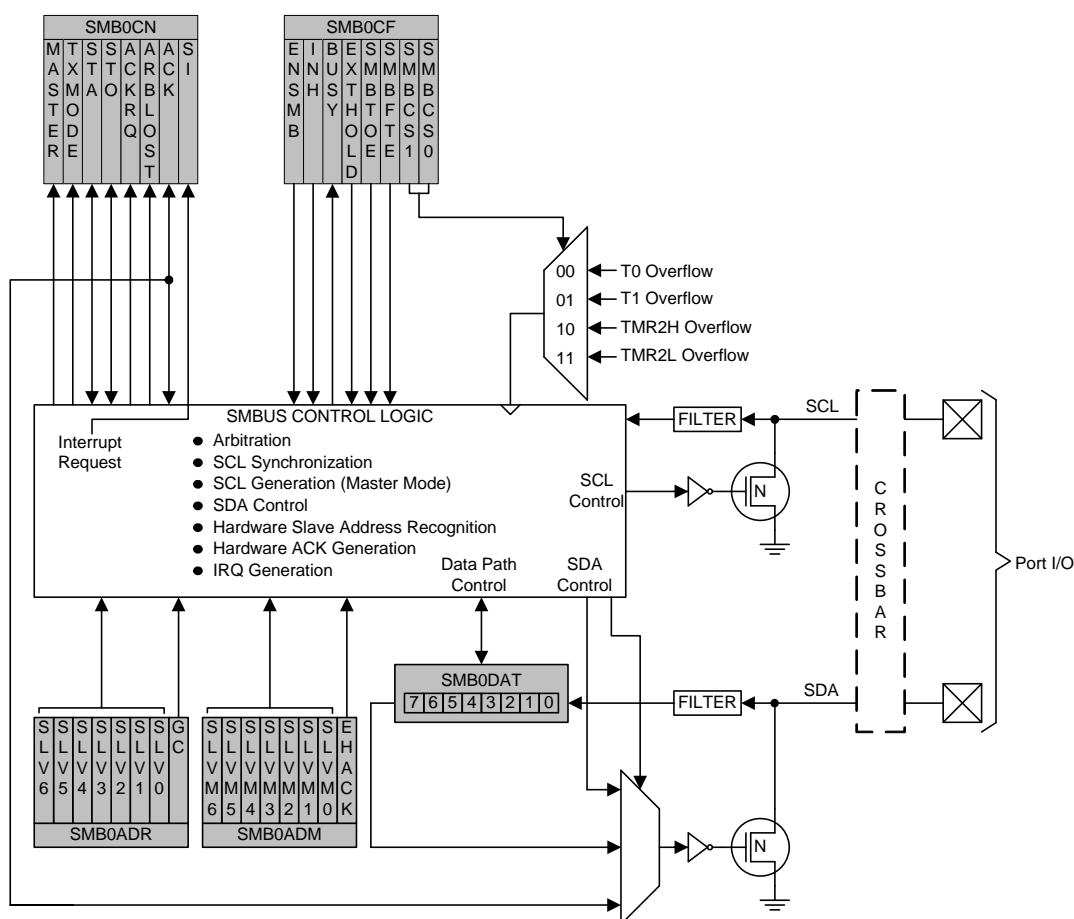 SMB0CN
MASTER
TXMODE
STA
STO
ACKRQ
ARBLOST
ACK
SI
SMB0CF
ENSMB
INH
BUSY
EXTHOLD
SMBTOE
SMBFTE
SMBCS1
SMBCS0
00
01
10
11
T0 Overflow
T1 Overflow
TMR2H Overflow
TMR2L Overflow
SMBUS CONTROL LOGIC
Interrupt
Request
● Arbitration
● SCL Synchronization
● SCL Generation (Master Mode)
● SDA Control
● Hardware Slave Address Recognition
● Hardware ACK Generation
● IRQ Generation
Data Path
Control
SDA
Control
SCL
Control
FILTER
SCL
N
CROSSBAR
Port I/O
SMB0DAT
7 6 5 4 3 2 1 0
FILTER
SDA
N
SLV6
SLV5
SLV4
SLV3
SLV2
SLV1
SLV0
GC
SMB0ADR
SLVM6
SLVM5
SLVM4
SLVM3
SLVM2
SLVM1
SLVM0
EHACK
SMB0ADM